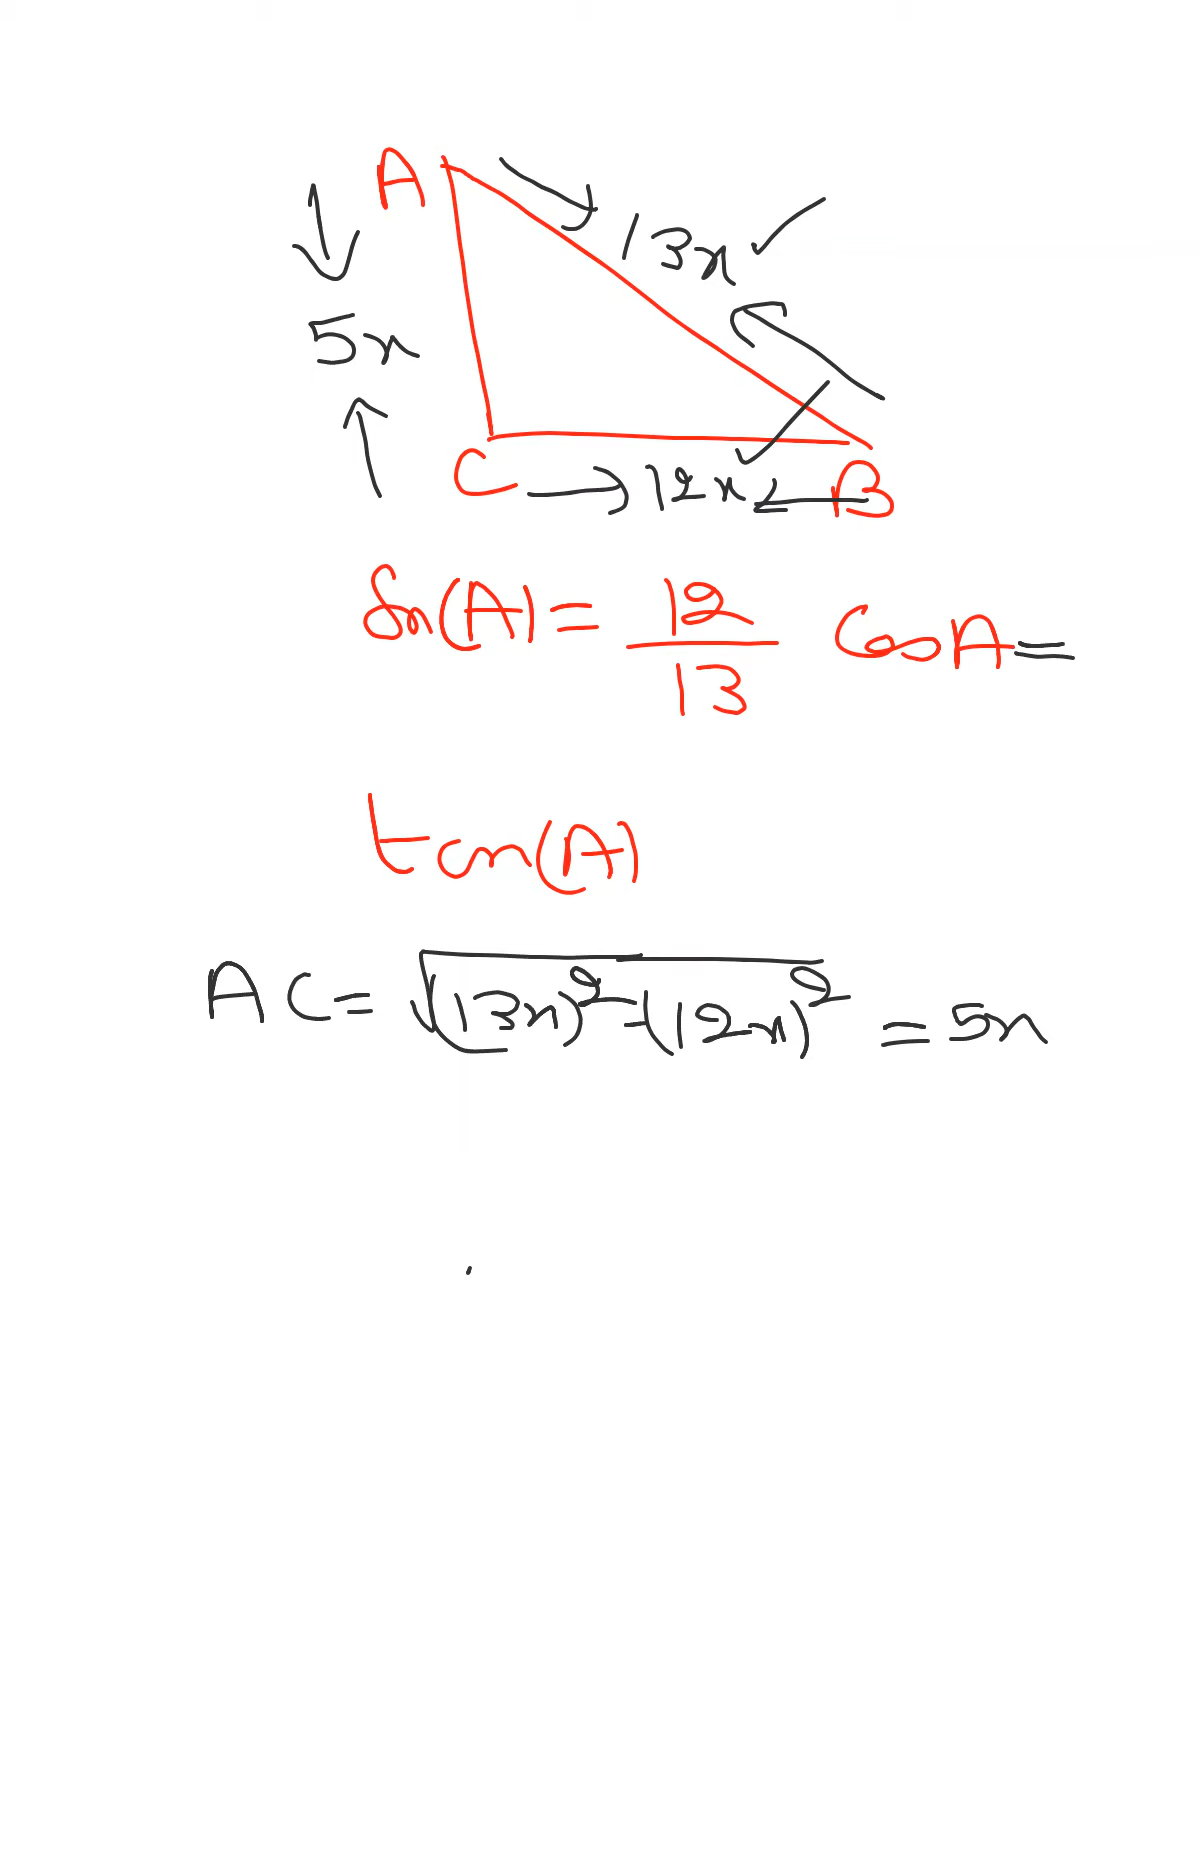 A
13x
5x
C 12x B
Sin(A) = 12/13 CosA =
tan(A)
AC = √(13x)² - (12x)² = 5x